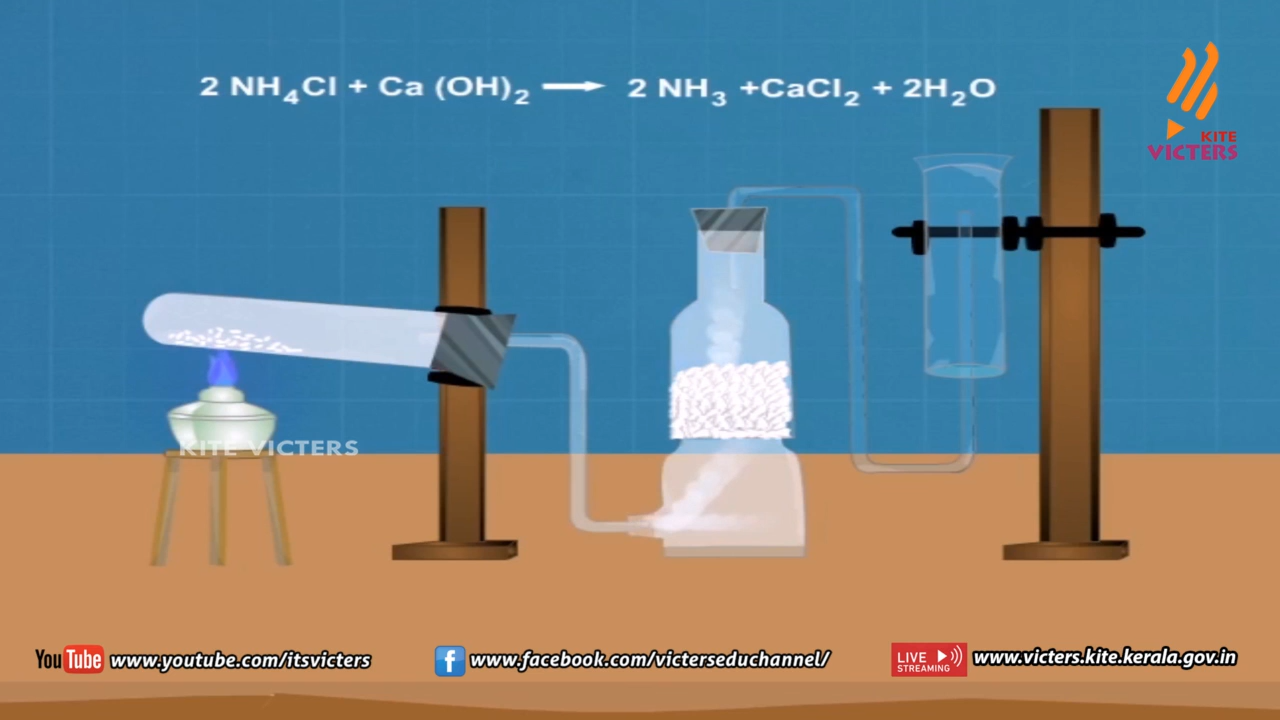 2 NH₄Cl + Ca (OH)₂ ⟶ 2 NH₃ +CaCl₂ + 2H₂O
KITE
VICTERS
KITE VICTERS
YouTube www.youtube.com/itsvicters
f www.facebook.com/victerseduchannel/
LIVE STREAMING www.victers.kite.kerala.gov.in